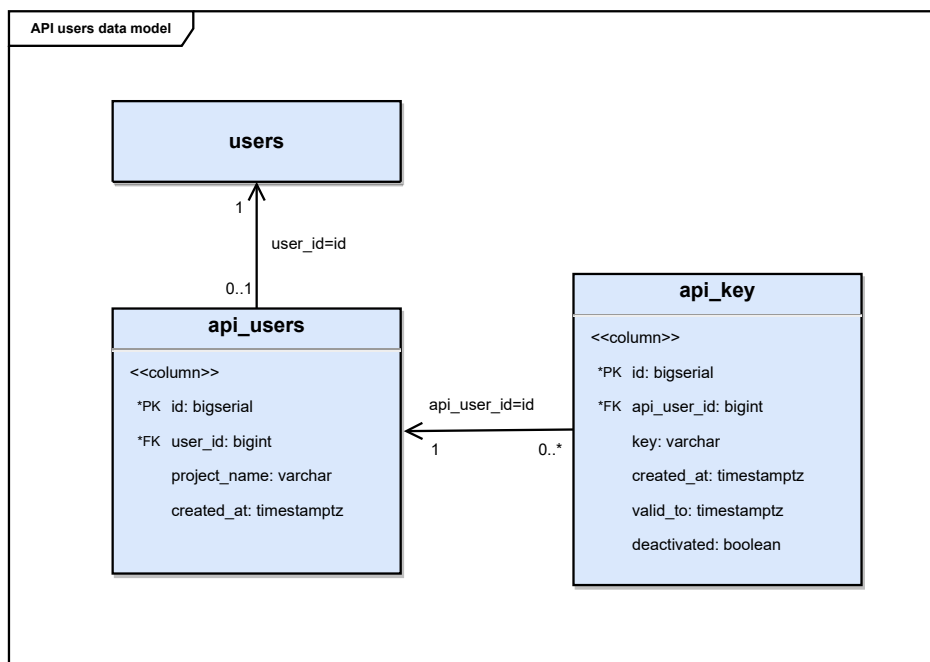 API users data model
users
1
user_id=id
0..1
api_users
<<column>>
*PK id: bigserial
*FK user_id: bigint
project_name: varchar
created_at: timestamptz
api_user_id=id
1
0..*
api_key
<<column>>
*PK id: bigserial
*FK api_user_id: bigint
key: varchar
created_at: timestamptz
valid_to: timestamptz
deactivated: boolean